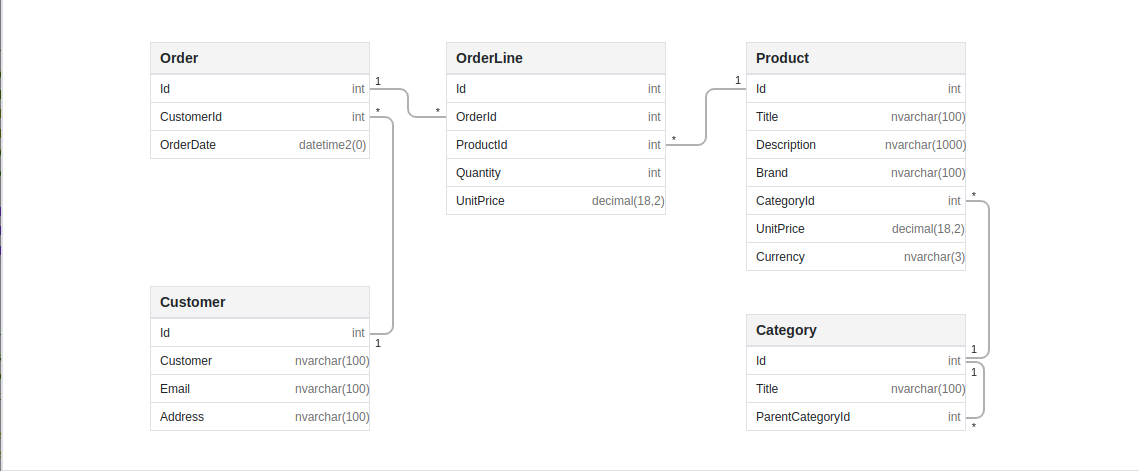 Order
Id int
CustomerId int
OrderDate datetime2(0)
1
*
*
OrderLine
Id int
OrderId int
ProductId int
Quantity int
UnitPrice decimal(18,2)
*
1
Product
Id int
Title nvarchar(100)
Description nvarchar(1000)
Brand nvarchar(100)
CategoryId int
UnitPrice decimal(18,2)
Currency nvarchar(3)
*
Customer
Id int
Customer nvarchar(100)
Email nvarchar(100)
Address nvarchar(100)
1
Category
Id int
Title nvarchar(100)
ParentCategoryId int
1
1
*